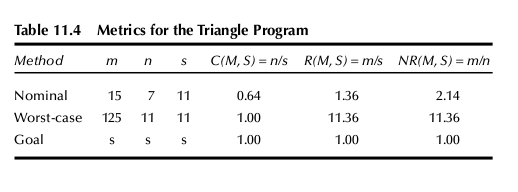 Table 11.4 Metrics for the Triangle Program
Method m n s C(M, S) = n/s R(M, S) = m/s NR(M, S) = m/n
Nominal 15 7 11 0.64 1.36 2.14
Worst-case 125 11 11 1.00 11.36 11.36
Goal s s s 1.00 1.00 1.00